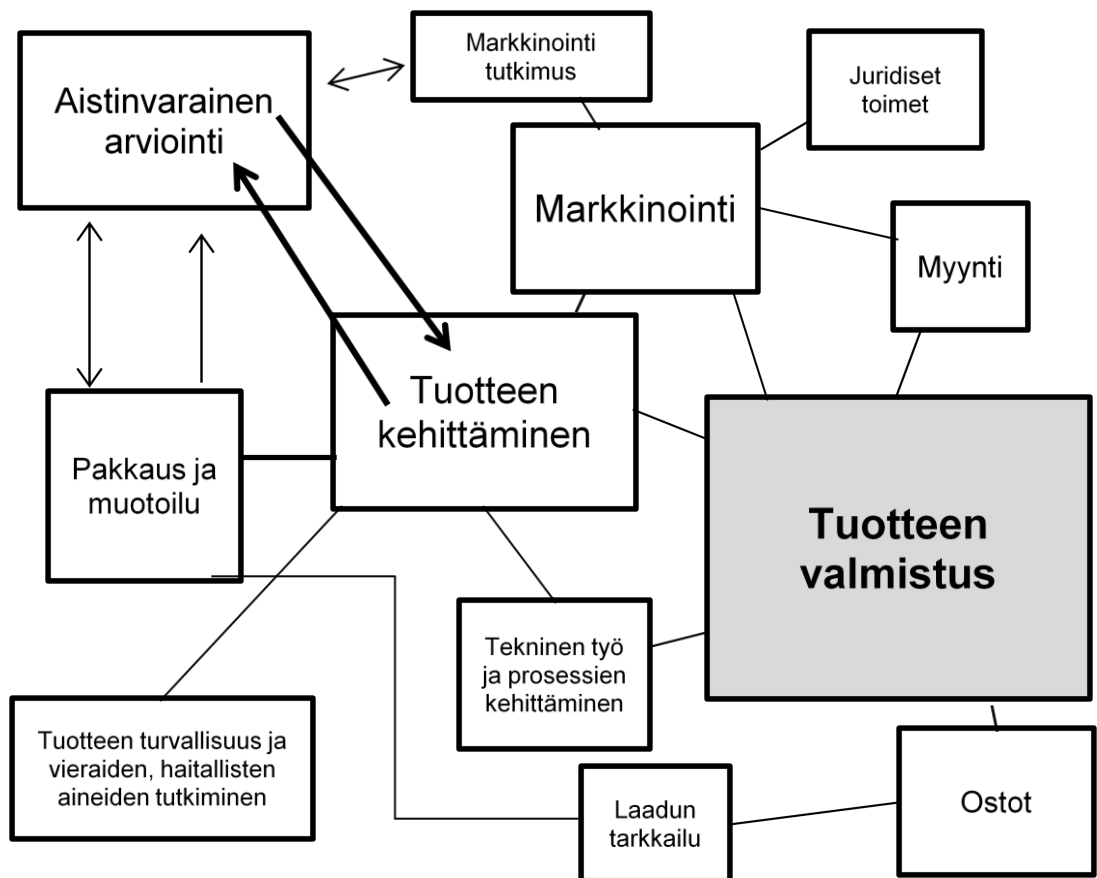 Aistinvarainen
arviointi
Markkinointi
tutkimus
Juridiset
toimet
Markkinointi
Myynti
Tuotteen
kehittäminen
Pakkaus ja
muotoilu
Tuotteen
valmistus
Tekninen työ
ja prosessien
kehittäminen
Tuotteen turvallisuus ja
vieraiden, haitallisten
aineiden tutkiminen
Laadun
tarkkailu
Ostot